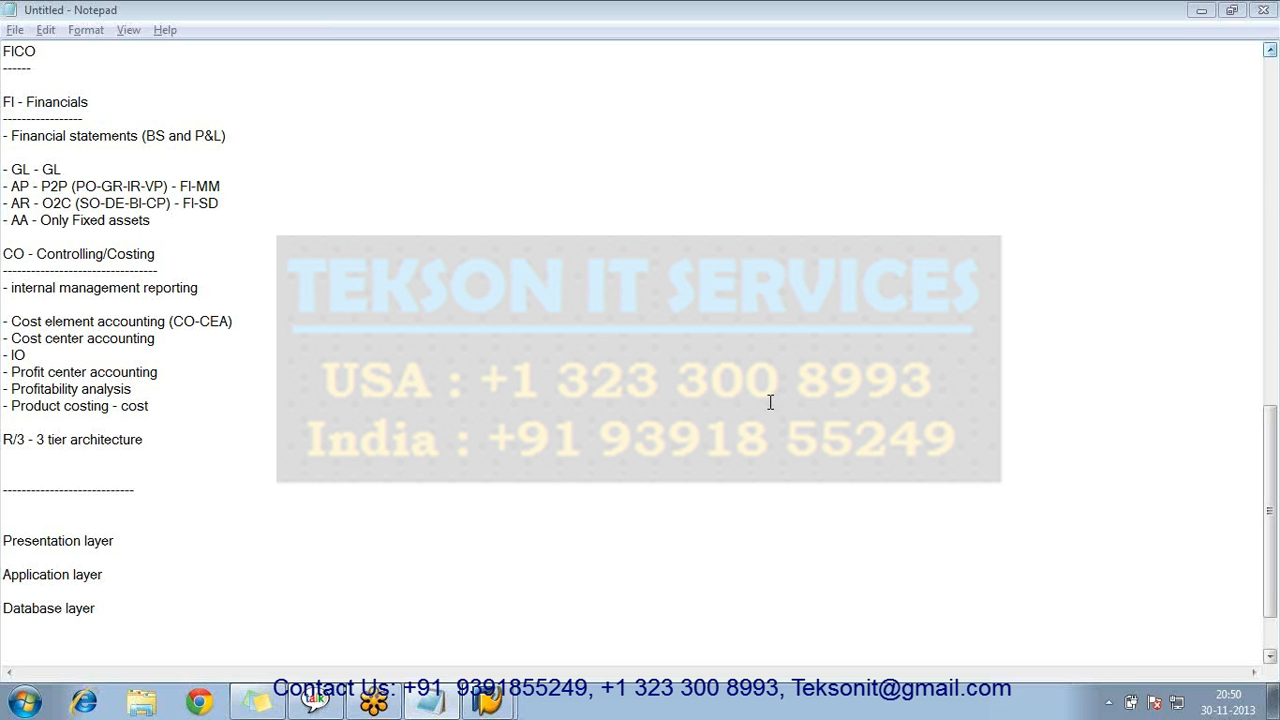 Untitled - Notepad
File Edit Format View Help
FICO
------
FI - Financials
-----------------
- Financial statements (BS and P&L)
- GL - GL
- AP - P2P (PO-GR-IR-VP) - FI-MM
- AR - O2C (SO-DE-BI-CP) - FI-SD
- AA - Only Fixed assets
CO - Controlling/Costing
---------------------------------
- internal management reporting
- Cost element accounting (CO-CEA)
- Cost center accounting
- IO
- Profit center accounting
- Profitability analysis
- Product costing - cost
R/3 - 3 tier architecture
----------------------------
Presentation layer
Application layer
Database layer
TEKSON IT SERVICES
USA : +1 323 300 8993
India : +91 93918 55249
talk
Contact Us: +91 9391855249, +1 323 300 8993, Teksonit@gmail.com
20:50
30-11-2013